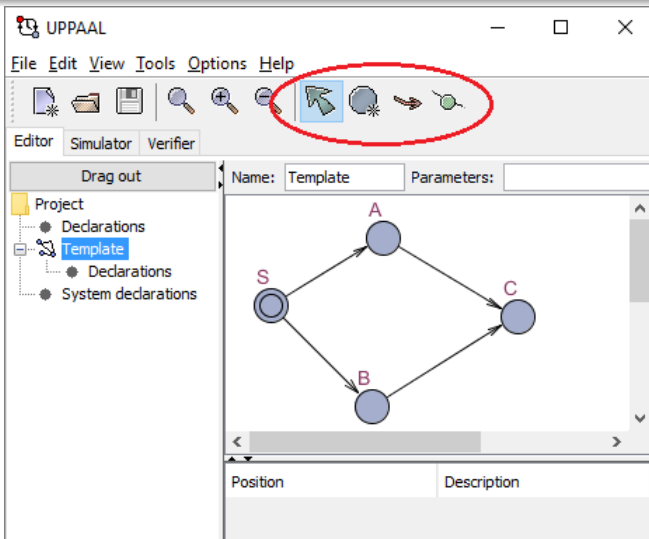 UPPAAL
File Edit View Tools Options Help
Editor Simulator Verifier
Drag out
Name: Template Parameters:
Project
Declarations
Template
Declarations
System declarations
A
S
C
B
Position Description